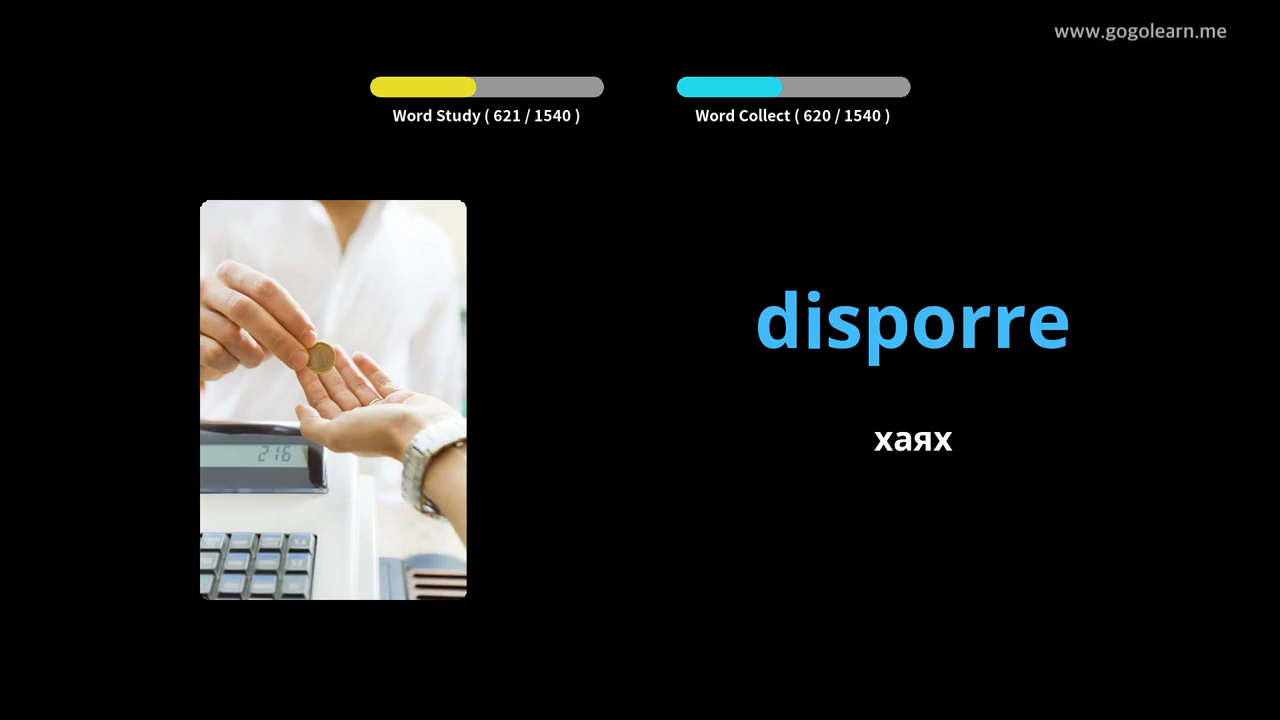 www.gogolearn.me
Word Study ( 621 / 1540 )
Word Collect ( 620 / 1540 )
disporre
хаях
216